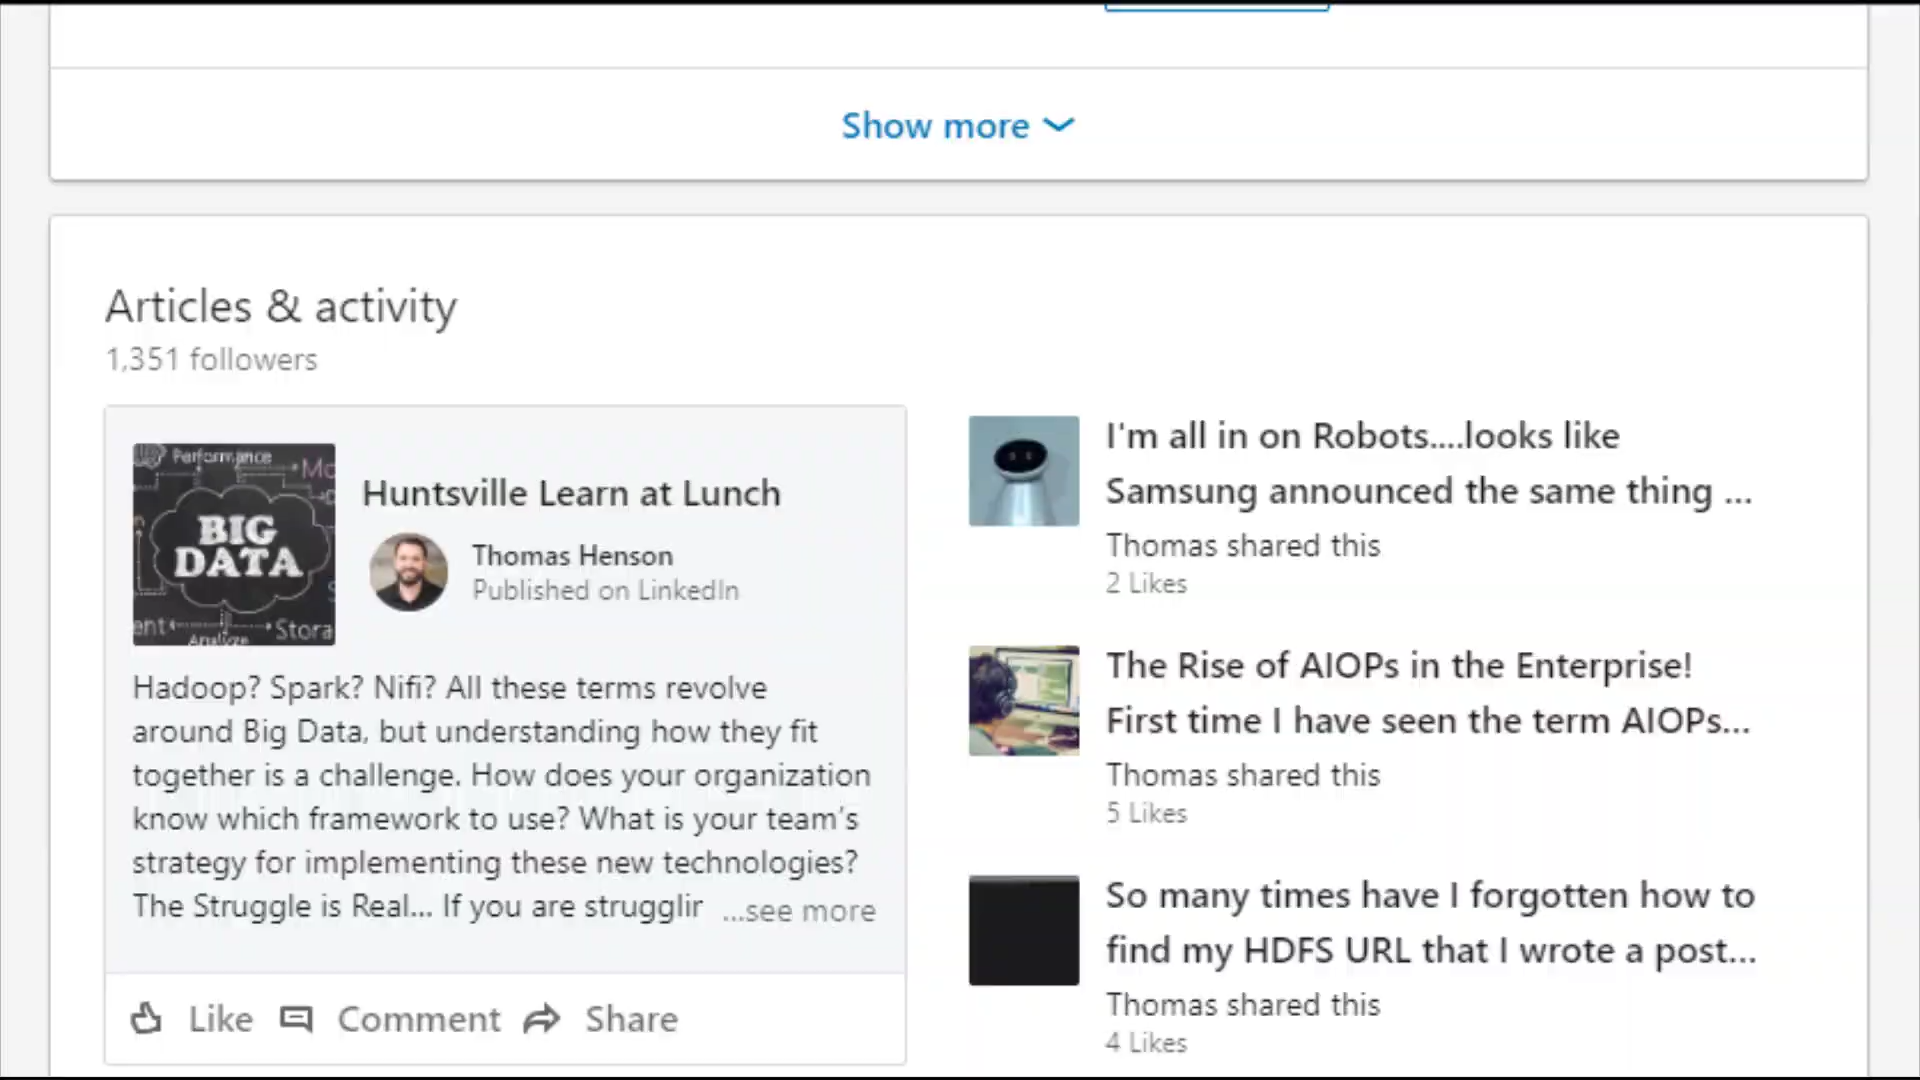 Show more
Articles & activity
1,351 followers
Performance
BIG
DATA
Analize
Stora
Huntsville Learn at Lunch
Thomas Henson
Published on LinkedIn
Hadoop? Spark? Nifi? All these terms revolve
around Big Data, but understanding how they fit
together is a challenge. How does your organization
know which framework to use? What is your team's
strategy for implementing these new technologies?
The Struggle is Real... If you are strugglir ...see more
Like Comment Share
I'm all in on Robots....looks like
Samsung announced the same thing ...
Thomas shared this
2 Likes
The Rise of AIOPs in the Enterprise!
First time I have seen the term AIOPs...
Thomas shared this
5 Likes
So many times have I forgotten how to
find my HDFS URL that I wrote a post...
Thomas shared this
4 Likes